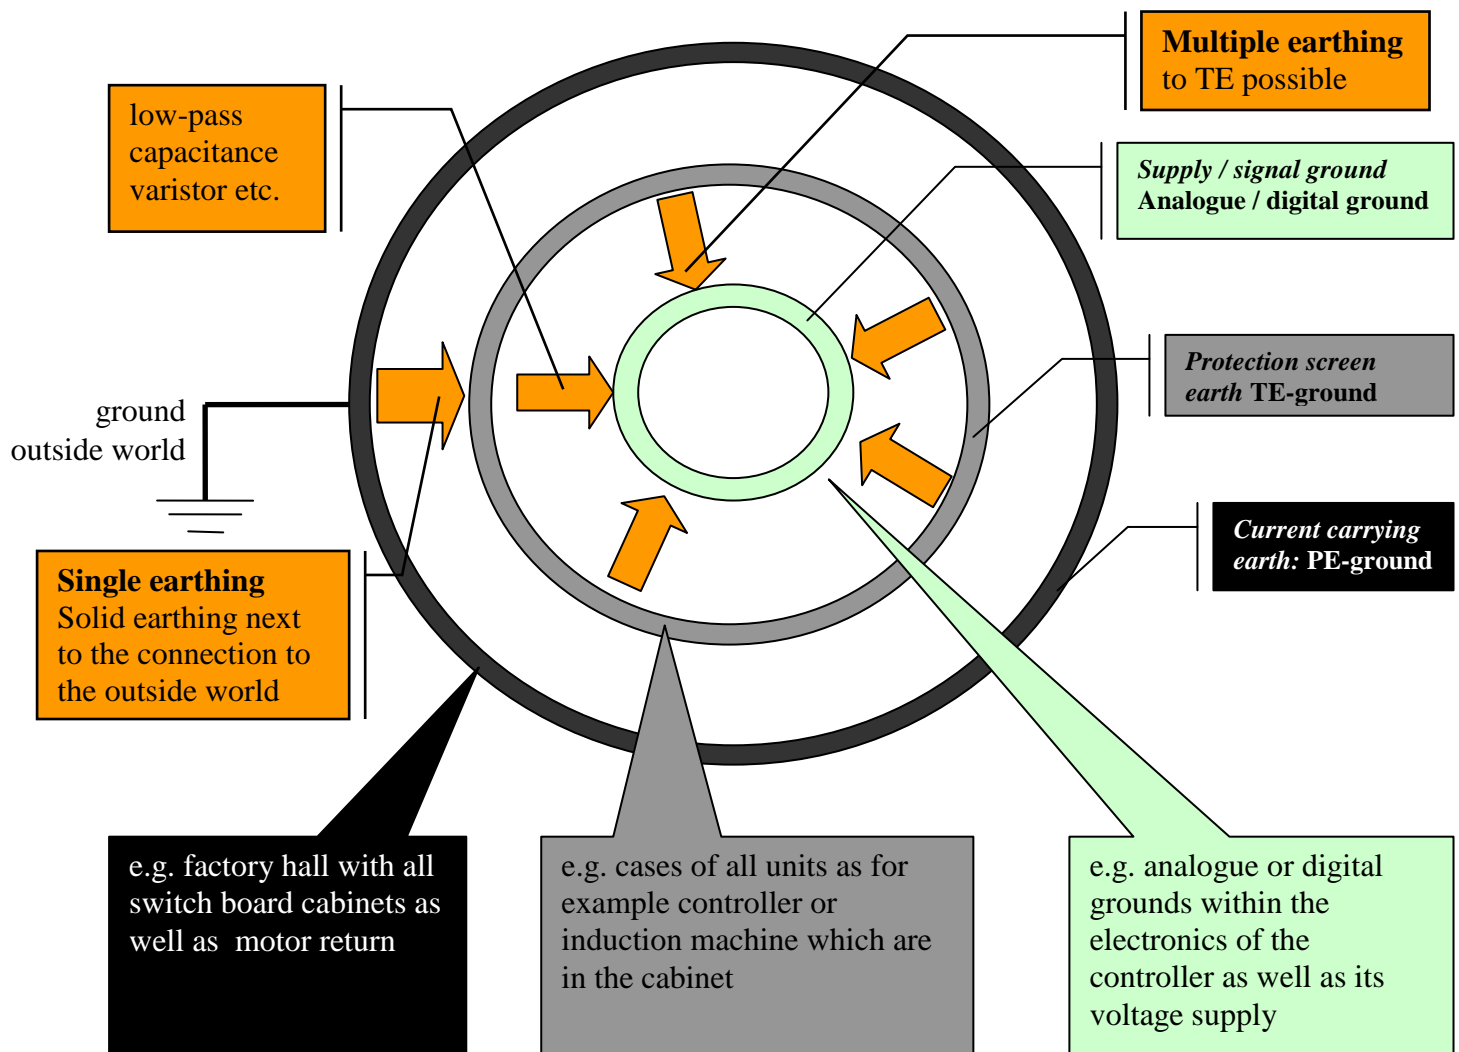 Multiple earthing
to TE possible
low-pass
capacitance
varistor etc.
Supply / signal ground
Analogue / digital ground
Protection screen
earth TE-ground
ground
outside world
Current carrying
earth: PE-ground
Single earthing
Solid earthing next
to the connection to
the outside world
e.g. factory hall with all
switch board cabinets as
well as  motor return
e.g. cases of all units as for
example controller or
induction machine which are
in the cabinet
e.g. analogue or digital
grounds within the
electronics of the
controller as well as its
voltage supply